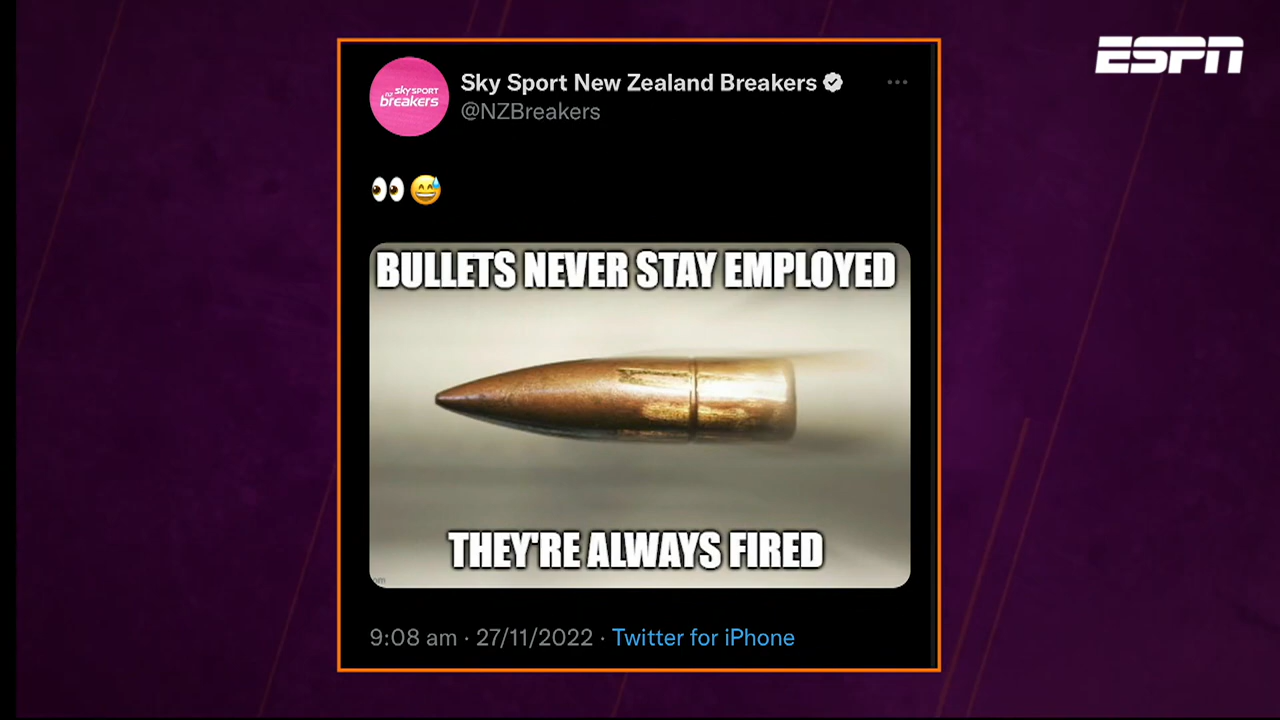 ESPN
Sky Sport New Zealand Breakers
@NZBreakers
sky SPORT
breakers
👀😅
BULLETS NEVER STAY EMPLOYED
THEY'RE ALWAYS FIRED
9:08 am · 27/11/2022 · Twitter for iPhone